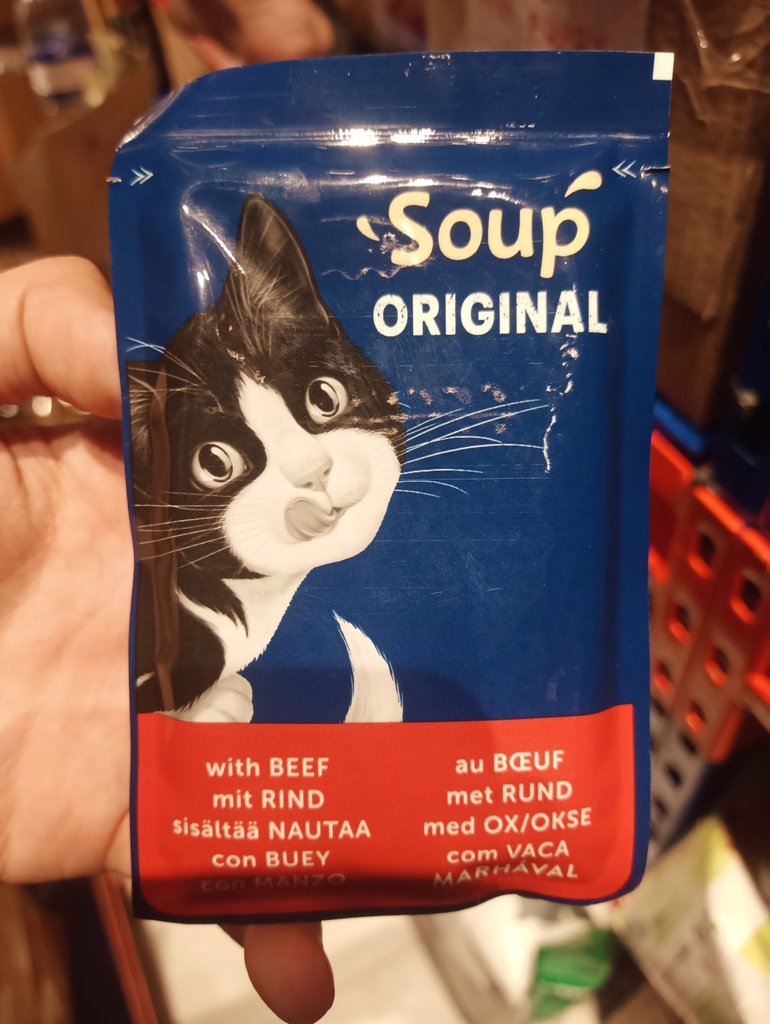 Soup
ORIGINAL
with BEEF
mit RIND
sisältää NAUTAA
con BUEY
con MANZO
au BŒUF
met RUND
med OX/OKSE
com VACA
MARHÁVAL